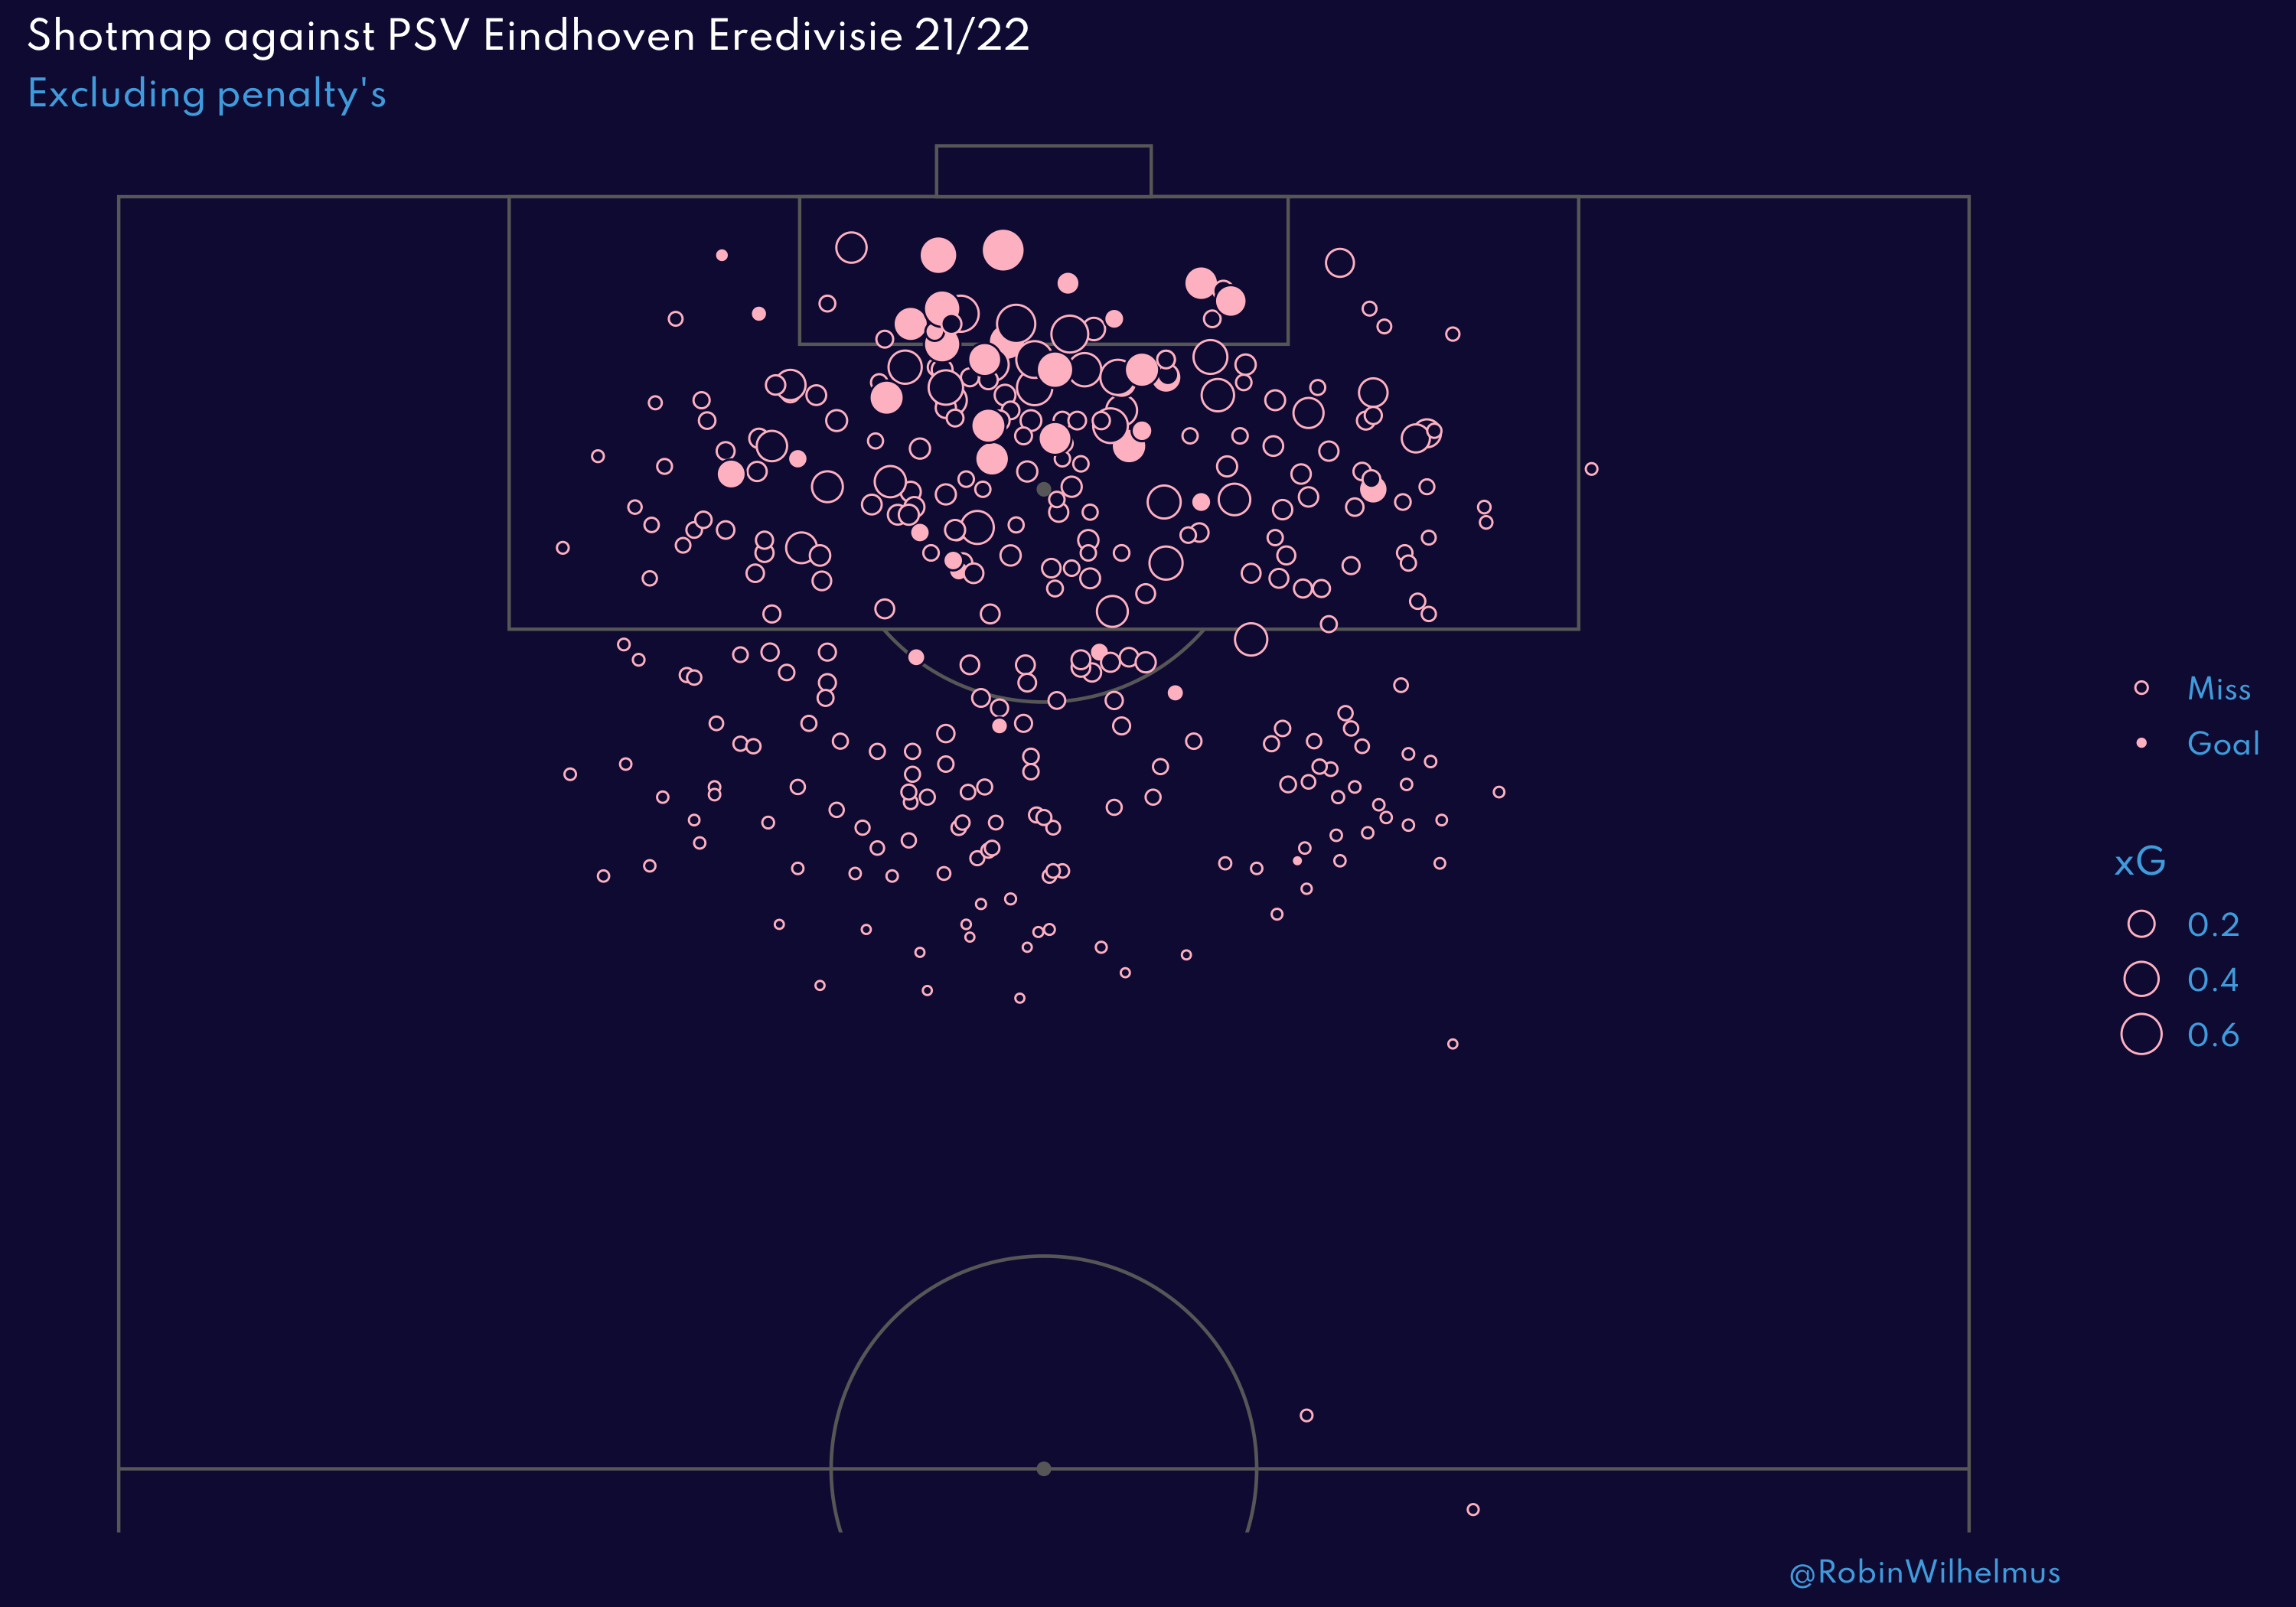 Shotmap against PSV Eindhoven Eredivisie 21/22
Excluding penalty's
Miss
Goal
xG
0.2
0.4
0.6
@RobinWilhelmus